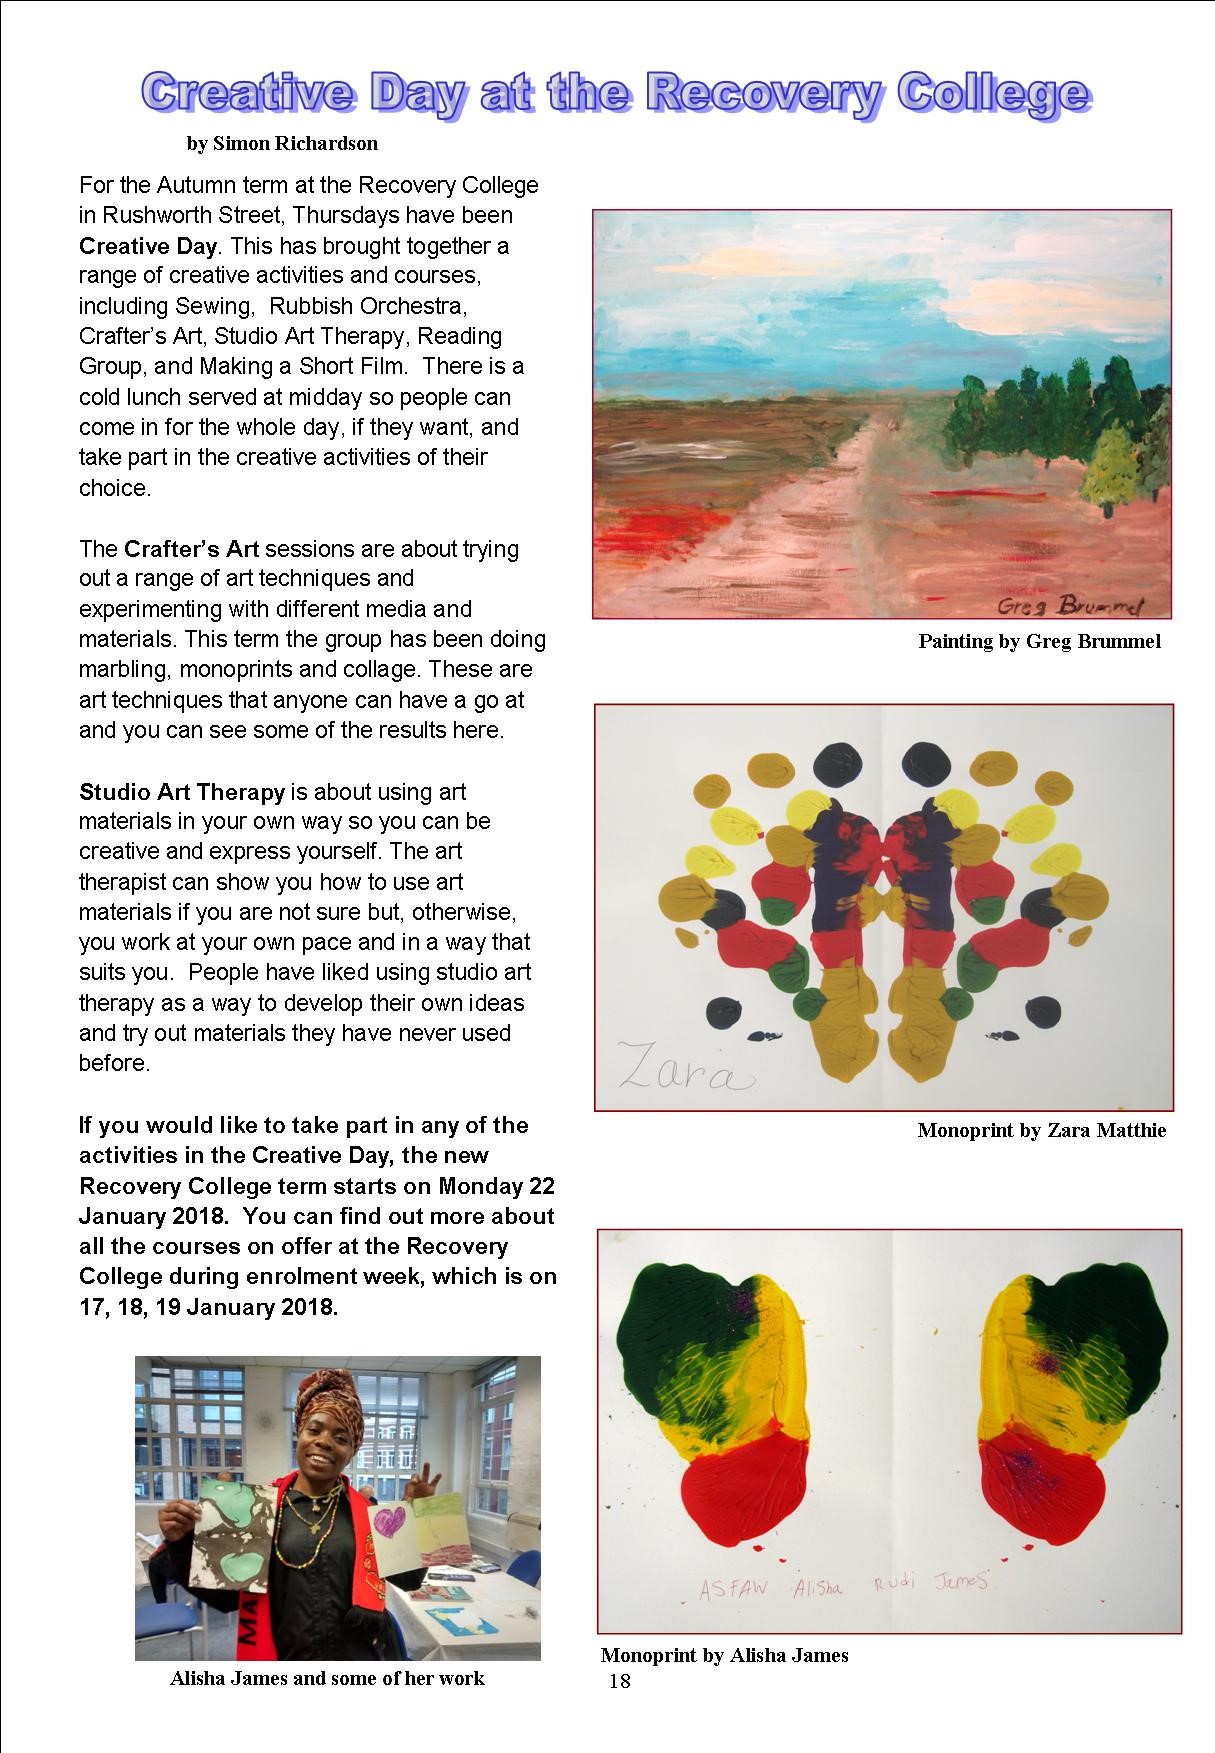 Creative Day at the Recovery College
by Simon Richardson
For the Autumn term at the Recovery College
in Rushworth Street, Thursdays have been
Creative Day. This has brought together a
range of creative activities and courses,
including Sewing,  Rubbish Orchestra,
Crafter’s Art, Studio Art Therapy, Reading
Group, and Making a Short Film.  There is a
cold lunch served at midday so people can
come in for the whole day, if they want, and
take part in the creative activities of their
choice.
The Crafter’s Art sessions are about trying
out a range of art techniques and
experimenting with different media and
materials. This term the group has been doing
marbling, monoprints and collage. These are
art techniques that anyone can have a go at
and you can see some of the results here.
Studio Art Therapy is about using art
materials in your own way so you can be
creative and express yourself. The art
therapist can show you how to use art
materials if you are not sure but, otherwise,
you work at your own pace and in a way that
suits you.  People have liked using studio art
therapy as a way to develop their own ideas
and try out materials they have never used
before.
If you would like to take part in any of the
activities in the Creative Day, the new
Recovery College term starts on Monday 22
January 2018.  You can find out more about
all the courses on offer at the Recovery
College during enrolment week, which is on
17, 18, 19 January 2018.
Alisha James and some of her work
Greg Brummel
Painting by Greg Brummel
Zara
Monoprint by Zara Matthie
ASFAW Alisha Rudi James
Monoprint by Alisha James
18